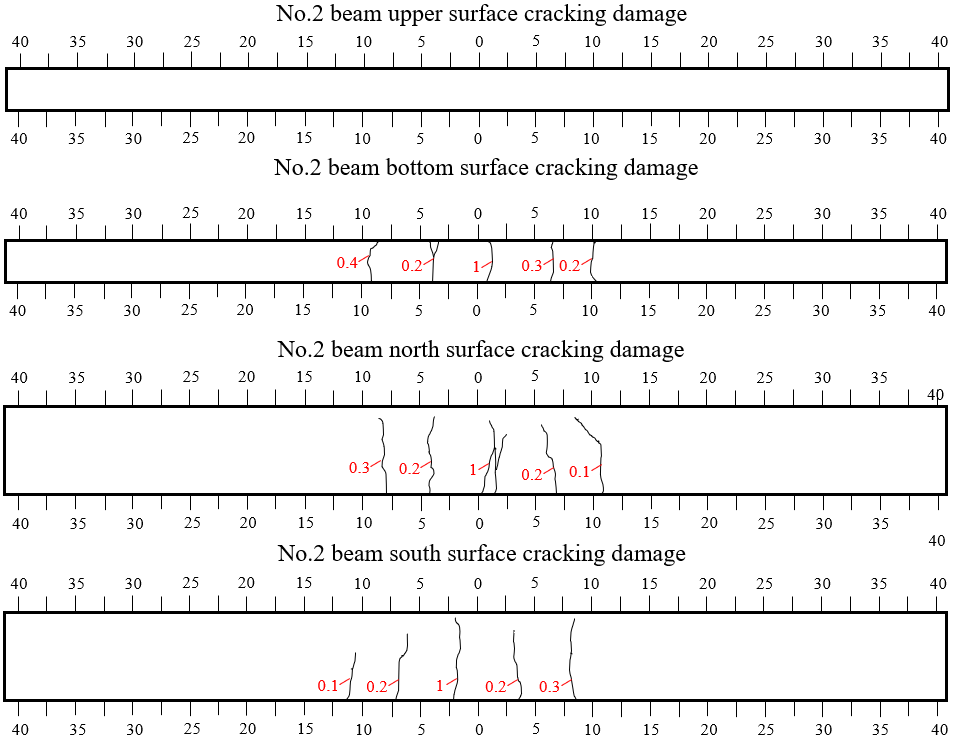 No.2 beam upper surface cracking damage
40 35 30 25 20 15 10 5 0 5 10 15 20 25 30 35 40
40 35 30 25 20 15 10 5 0 5 10 15 20 25 30 35 40
No.2 beam bottom surface cracking damage
40 35 30 25 20 15 10 5 0 5 10 15 20 25 30 35 40
0.4 0.2 1 0.3 0.2
40 35 30 25 20 15 10 5 0 5 10 15 20 25 30 35 40
No.2 beam north surface cracking damage
40 35 30 25 20 15 10 5 0 5 10 15 20 25 30 35 40
0.3 0.2 1 0.2 0.1
40 35 30 25 20 15 10 5 0 5 10 15 20 25 30 35 40
No.2 beam south surface cracking damage
40 35 30 25 20 15 10 5 0 5 10 15 20 25 30 35 40
0.1 0.2 1 0.2 0.3
40 35 30 25 20 15 10 5 0 5 10 15 20 25 30 35 40